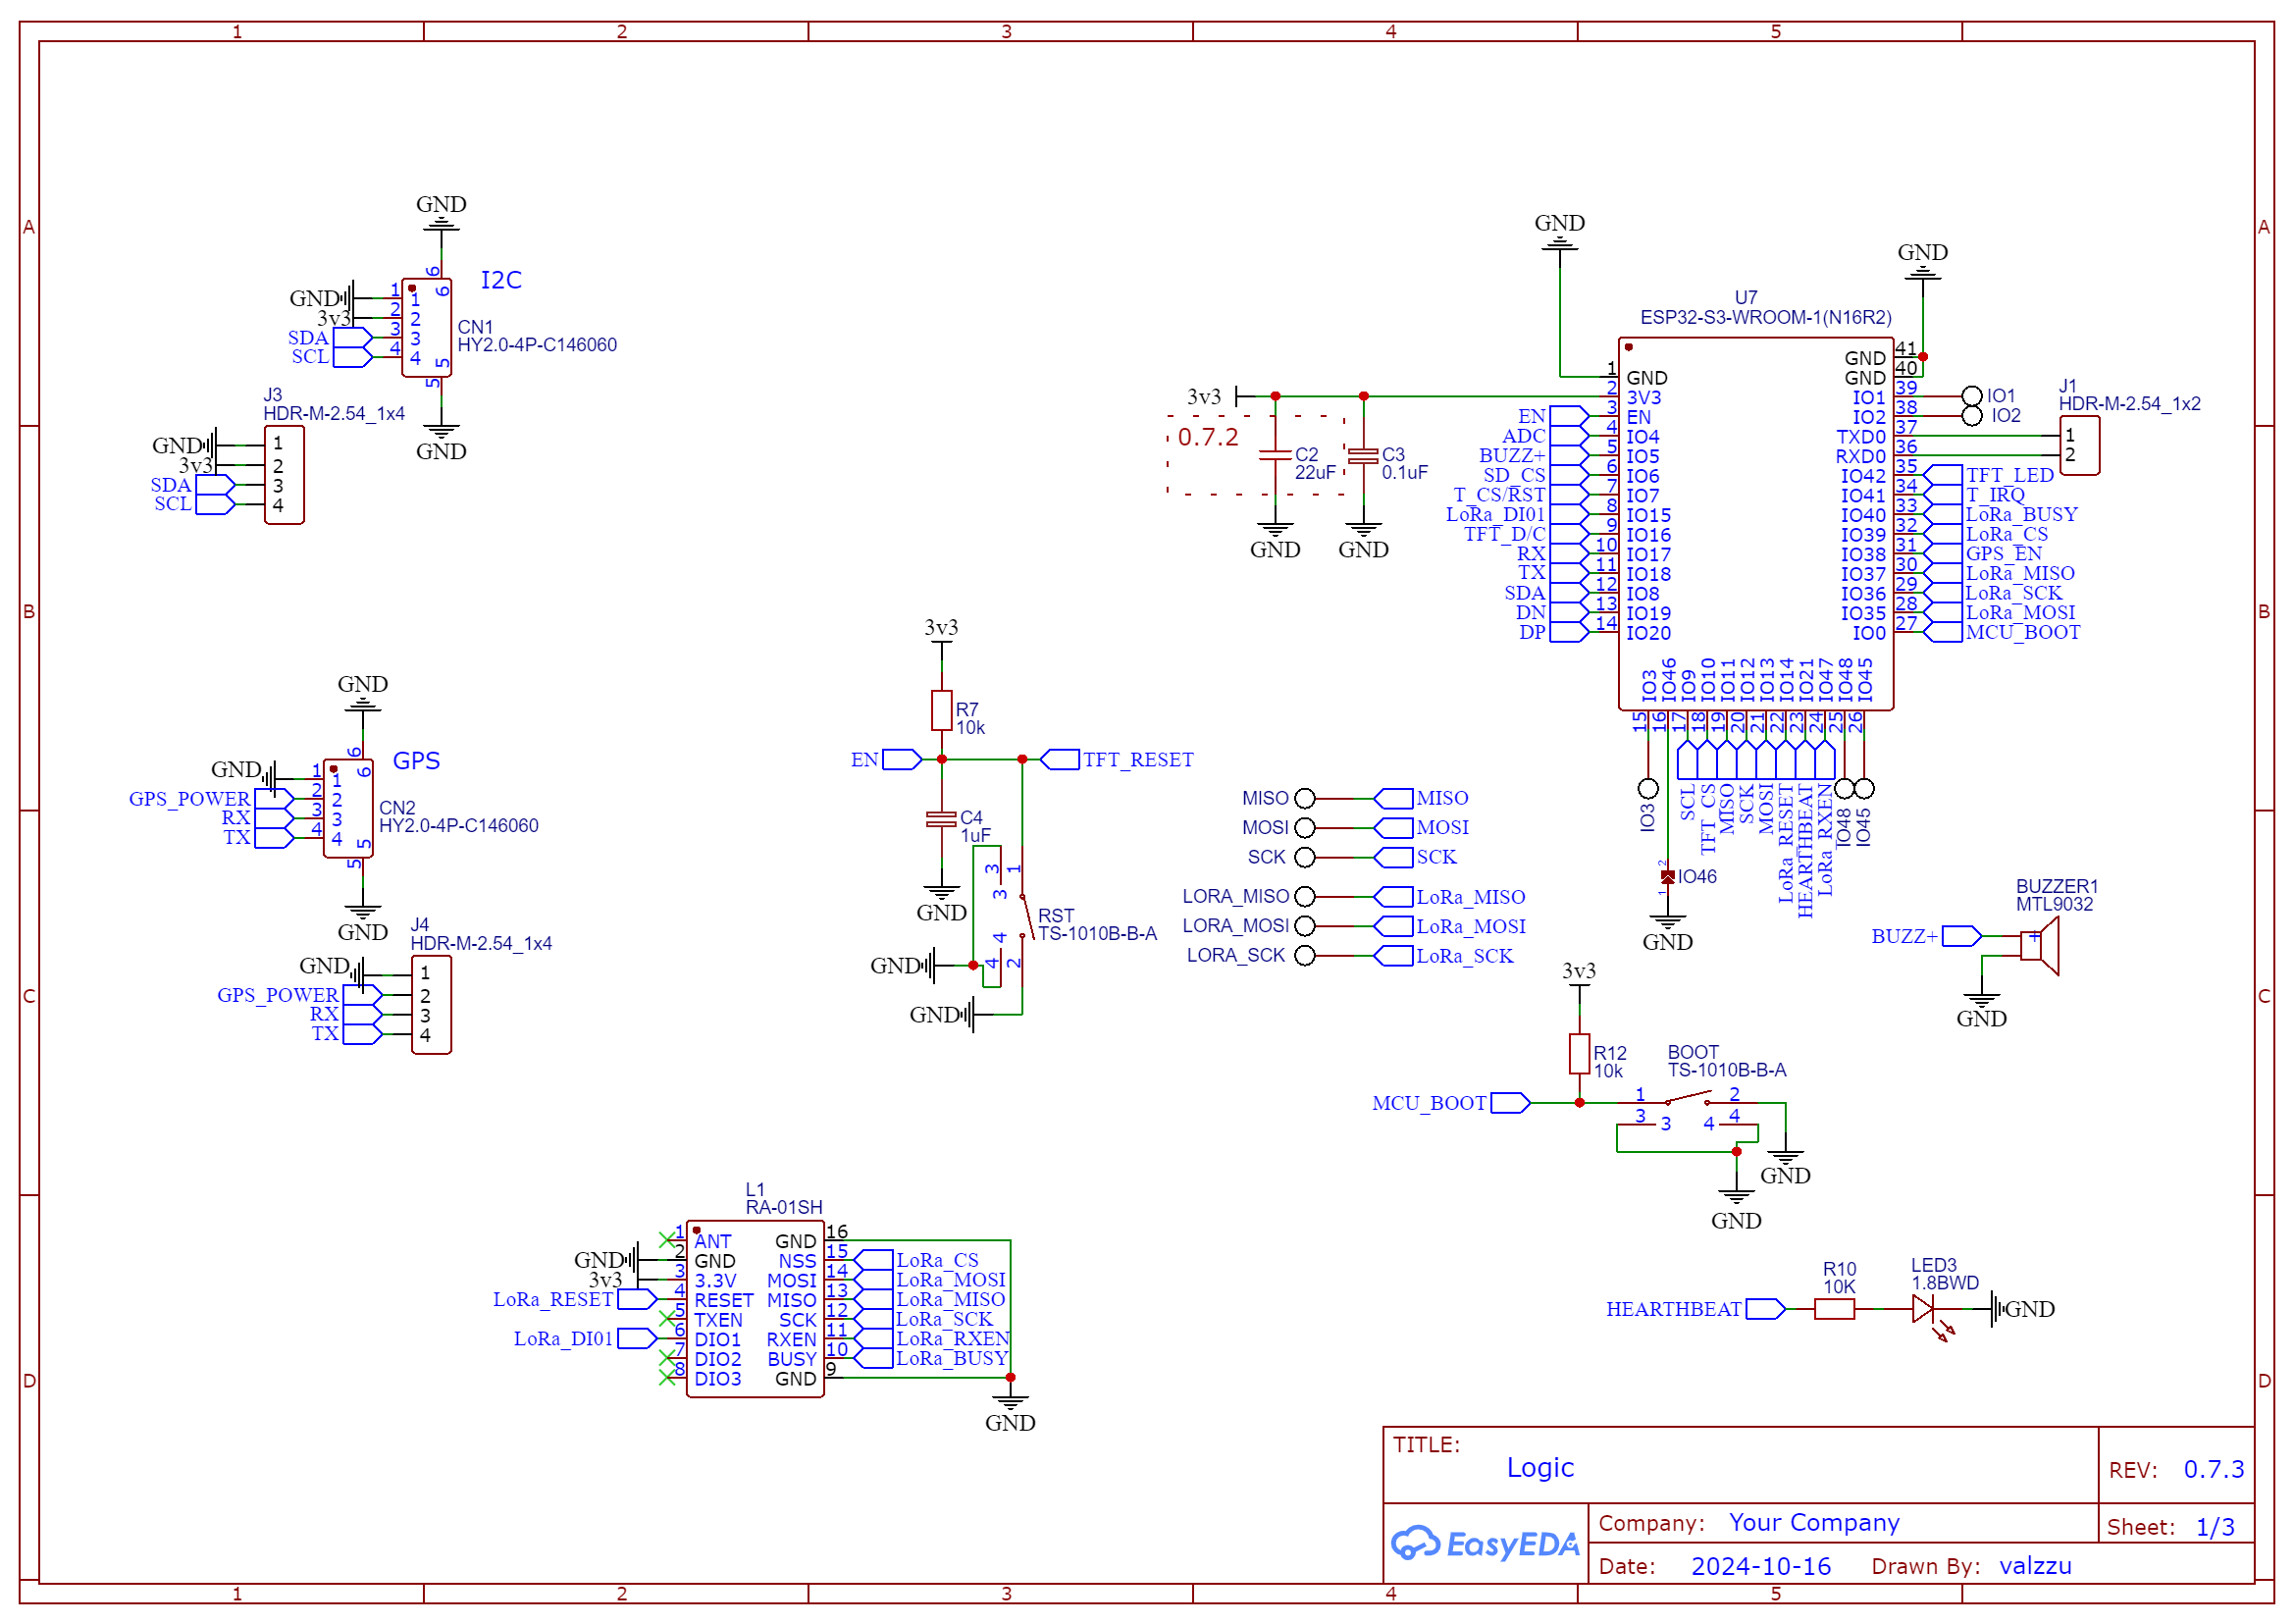 1 2 3 4 5
A
B
C
D
A
B
C
D
GND
I2C
GND
3v3
SDA
SCL
1
2
3
4
1
2
3
4
6
6
5
5
CN1
HY2.0-4P-C146060
GND
J3
HDR-M-2.54_1x4
GND
3v3
SDA
SCL
1
2
3
4
GND
GPS
GND
GPS_POWER
RX
TX
1
2
3
4
1
2
3
4
6
6
5
5
CN2
HY2.0-4P-C146060
GND
J4
HDR-M-2.54_1x4
GND
GPS_POWER
RX
TX
1
2
3
4
3v3
R7
10k
EN
TFT_RESET
C4
1uF
GND
3
3
1
4
4
2
RST
TS-1010B-B-A
GND
GND
3v3
0.7.2
C2
22uF
C3
0.1uF
GND
GND
GND
GND
U7
ESP32-S3-WROOM-1(N16R2)
1 GND
2 3V3
EN 3 EN
ADC 4 IO4
BUZZ+ 5 IO5
SD_CS 6 IO6
T_CS/RST 7 IO7
LoRa_DI01 8 IO15
TFT_D/C 9 IO16
RX 10 IO17
TX 11 IO18
SDA 12 IO8
DN 13 IO19
DP 14 IO20
GND 41
GND 40
IO1 39 IO1
IO2 38 IO2
TXD0 37
RXD0 36
IO42 35 TFT_LED
IO41 34 T_IRQ
IO40 33 LoRa_BUSY
IO39 32 LoRa_CS
IO38 31 GPS_EN
IO37 30 LoRa_MISO
IO36 29 LoRa_SCK
IO35 28 LoRa_MOSI
IO0 27 MCU_BOOT
J1
HDR-M-2.54_1x2
1
2
IO3 15 IO3
IO46 16
IO9 17 SCL
IO10 18 TFT_CS
IO11 19 MISO
IO12 20 SCK
IO13 21 MOSI
IO14 22 LoRa_RESET
IO21 23 HEARTHBEAT
IO47 24 LoRa_RXEN
IO48 25 IO48
IO45 26 IO45
2
IO46
1
GND
MISO MISO
MOSI MOSI
SCK SCK
LORA_MISO LoRa_MISO
LORA_MOSI LoRa_MOSI
LORA_SCK LoRa_SCK
BUZZER1
MTL9032
BUZZ+
+
GND
3v3
R12
10k
BOOT
TS-1010B-B-A
MCU_BOOT
1 2
3 4
3 4
GND
GND
L1
RA-01SH
1 ANT
GND 2 GND
3v3 3 3.3V
LoRa_RESET 4 RESET
5 TXEN
LoRa_DI01 6 DIO1
7 DIO2
8 DIO3
GND 16
NSS 15 LoRa_CS
MOSI 14 LoRa_MOSI
MISO 13 LoRa_MISO
SCK 12 LoRa_SCK
RXEN 11 LoRa_RXEN
BUSY 10 LoRa_BUSY
GND 9
GND
R10
10K
LED3
1.8BWD
HEARTHBEAT
GND
TITLE:
Logic
REV: 0.7.3
EasyEDA
Company: Your Company
Sheet: 1/3
Date: 2024-10-16 Drawn By: valzzu
1 2 3 4 5